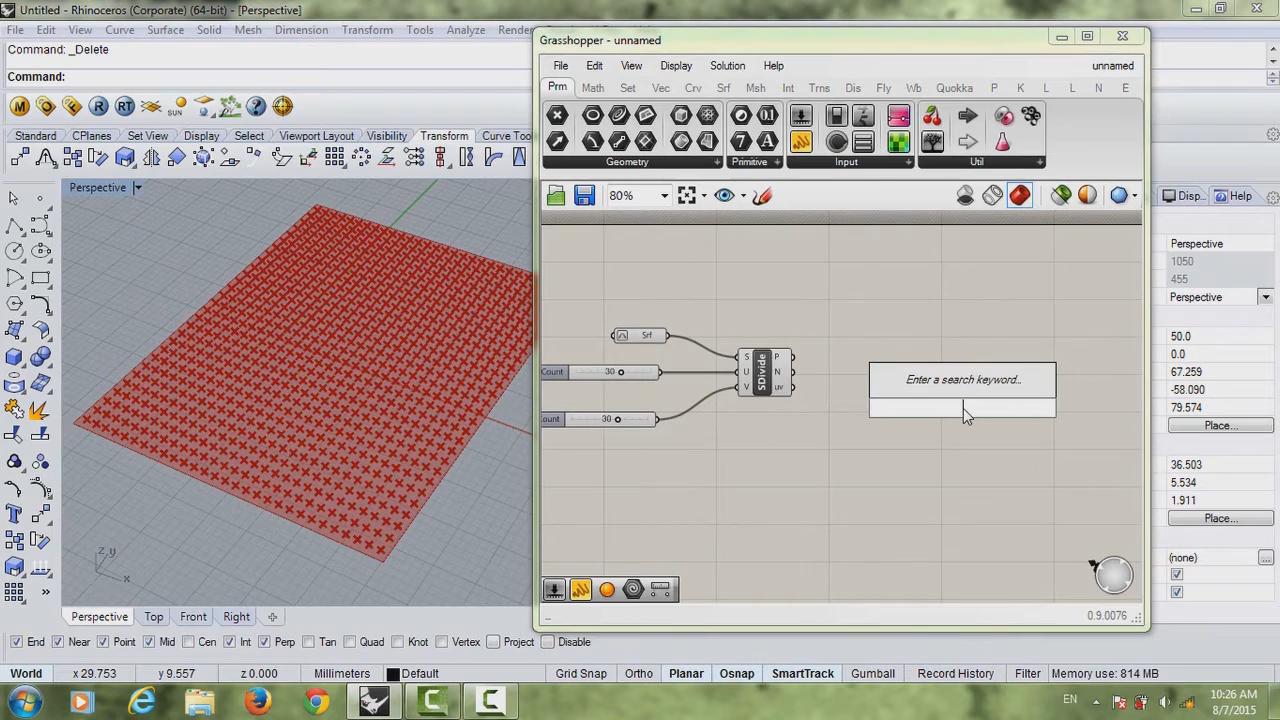 Untitled - Rhinoceros (Corporate) (64-bit) - [Perspective]
File Edit View Curve Surface Solid Mesh Dimension Transform Tools Analyze
Command: _Delete
Command:
Standard CPlanes Set View Display Select Viewport Layout Visibility Transform Curve Tools
Perspective
z y
x
Grasshopper - unnamed
File Edit View Display Solution Help unnamed
Prm Math Set Vec Crv Srf Msh Int Trns Dis Fly Wb Quokka P K L L N E
Geometry Primitive Input Util
80%
Srf
Count 30
30
S U V SDivide P N uv
Enter a search keyword...
0.9.0076
Disp... Help
Perspective
1050
455
Perspective
50.0
0.0
67.259
-58.090
79.574
Place...
36.503
5.534
1.911
Place...
(none)
Perspective Top Front Right
End Near Point Mid Cen Int Perp Tan Quad Knot Vertex Project Disable
World x 29.753 y 9.557 z 0.000 Millimeters Default Grid Snap Ortho Planar Osnap SmartTrack Gumball Record History Filter Memory use: 814 MB
EN
10:26 AM
8/7/2015